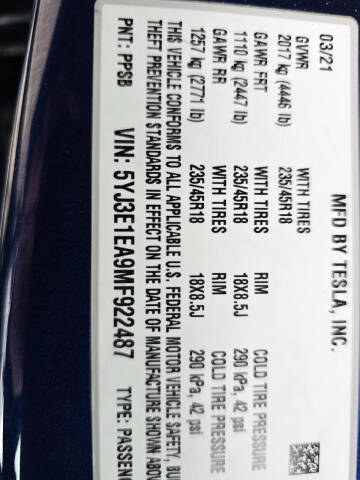 MFD BY TESLA, INC.
03/21
GVWR
2017 kg (4446 lb)
WITH TIRES
235/45R18
GAWR FRT WITH TIRES RIM COLD TIRE PRESSURE
1110 kg (2447 lb) 235/45R18 18X8.5J 290 kPa, 42 psi
GAWR RR WITH TIRES RIM COLD TIRE PRESSURE
1257 kg (2771 lb) 235/45R18 18X8.5J 290 kPa, 42 psi
THIS VEHICLE CONFORMS TO ALL APPLICABLE U.S. FEDERAL MOTOR VEHICLE SAFETY, BU
THEFT PREVENTION STANDARDS IN EFFECT ON THE DATE OF MANUFACTURE SHOWN ABOV
PNT: PPSB VIN: 5YJ3E1EA9MF922487 TYPE: PASSEN